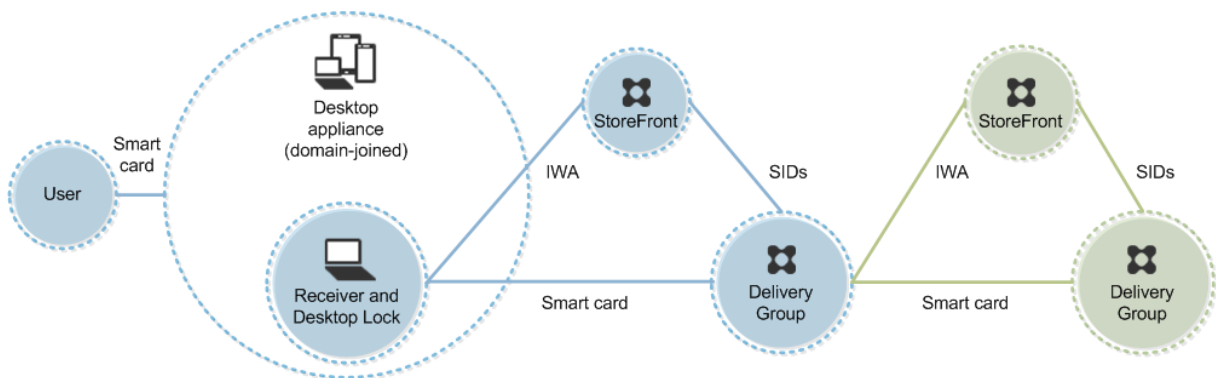 User
Smart
card
Desktop
appliance
(domain-joined)
Receiver and
Desktop Lock
IWA
StoreFront
SIDs
Smart card
Delivery
Group
IWA
StoreFront
SIDs
Smart card
Delivery
Group